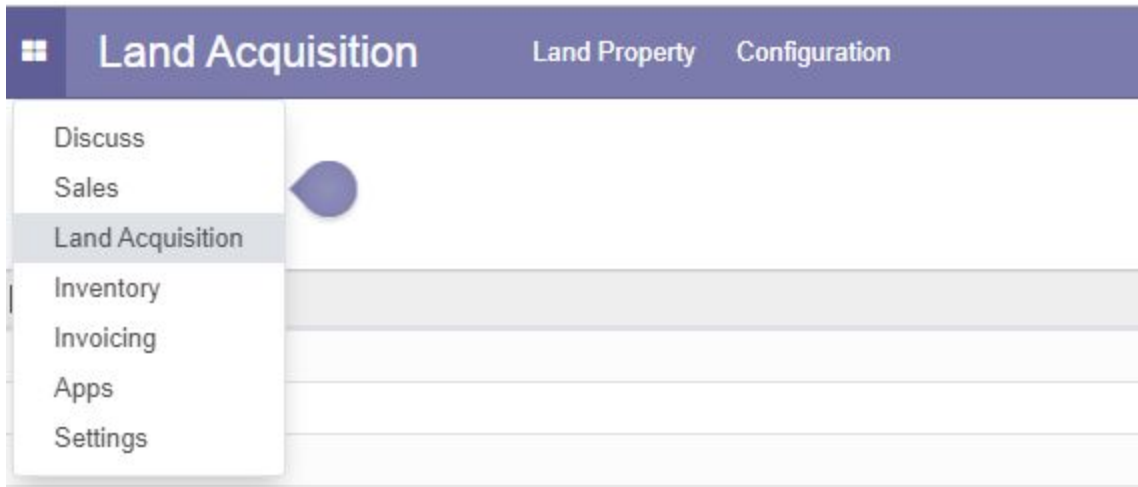 Land Acquisition Land Property Configuration
Discuss
Sales
Land Acquisition
Inventory
Invoicing
Apps
Settings